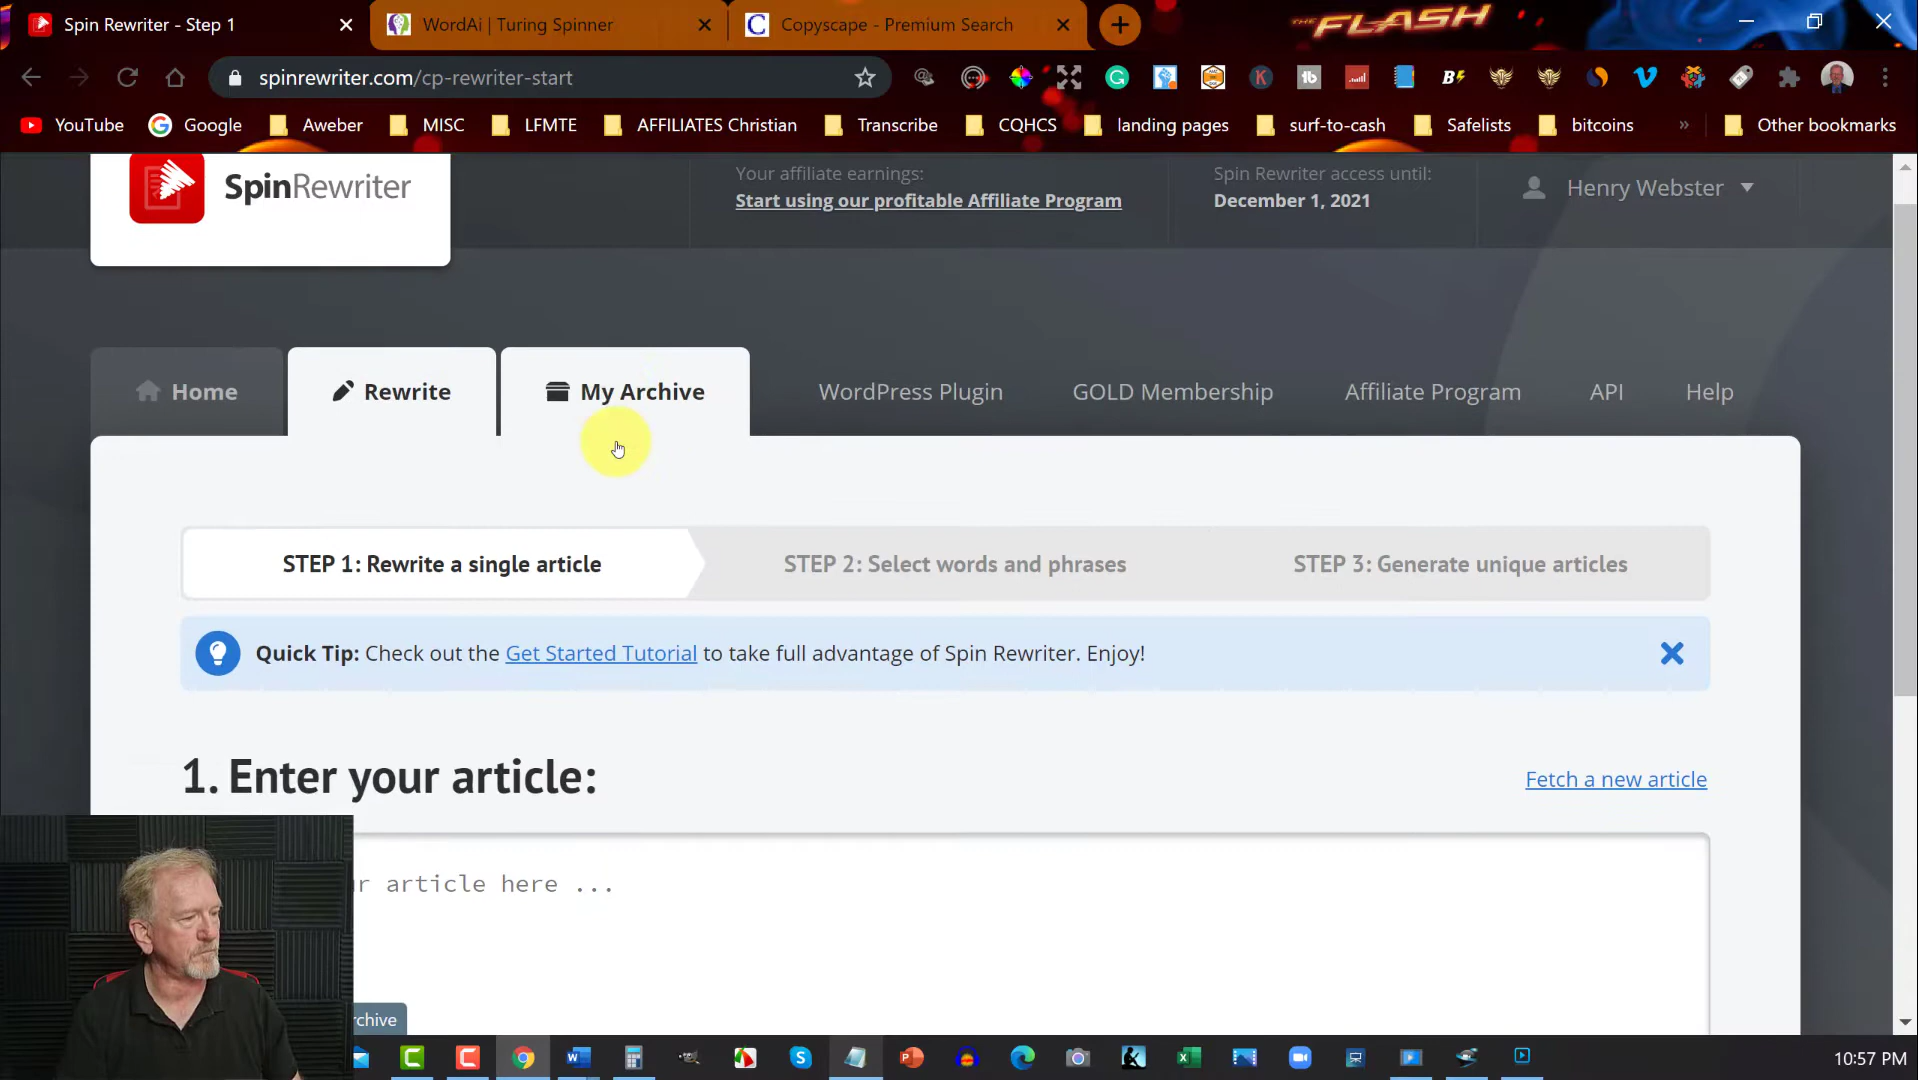 Spin Rewriter - Step 1
WordAi | Turing Spinner
Copyscape - Premium Search
THE FLASH
spinrewriter.com/cp-rewriter-start
YouTube
Google
Aweber
MISC
LFMTE
AFFILIATES Christian
Transcribe
CQHCS
landing pages
surf-to-cash
Safelists
bitcoins
»
Other bookmarks
SpinRewriter
Your affiliate earnings:
Start using our profitable Affiliate Program
Spin Rewriter access until:
December 1, 2021
Henry Webster
Home
Rewrite
My Archive
WordPress Plugin
GOLD Membership
Affiliate Program
API
Help
STEP 1: Rewrite a single article
STEP 2: Select words and phrases
STEP 3: Generate unique articles
Quick Tip: Check out the Get Started Tutorial to take full advantage of Spin Rewriter. Enjoy!
1. Enter your article:
Fetch a new article
r article here ...
rchive
10:57 PM